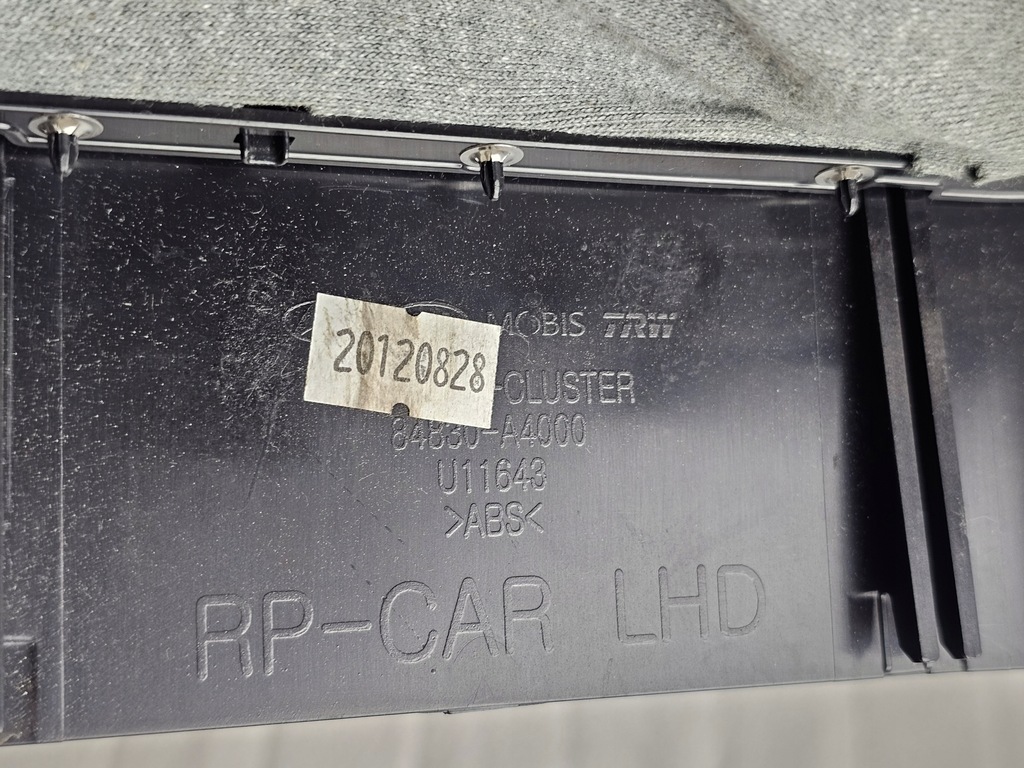 MOBIS TRW
20120828
-CLUSTER
84830-A4000
U11643
>ABS<
RP-CAR LHD